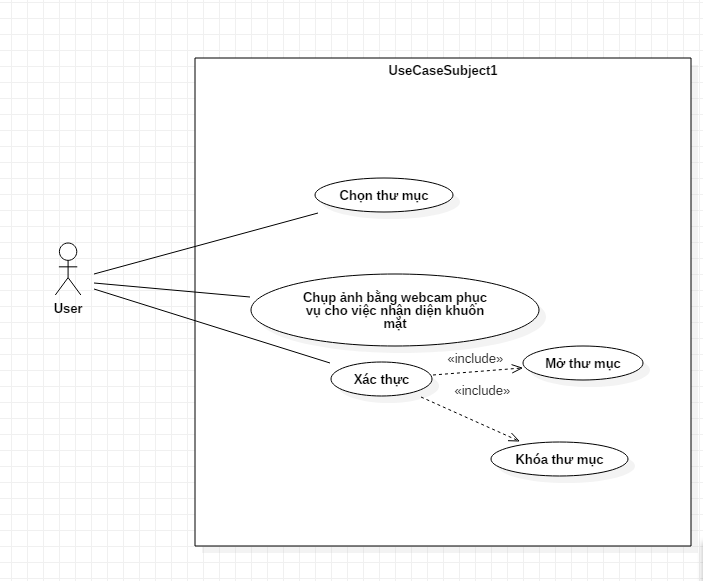 UseCaseSubject1
Chọn thư mục
User
Chụp ảnh bằng webcam phục
vụ cho việc nhận diện khuôn
mặt
Xác thực
«include»
Mở thư mục
«include»
Khóa thư mục